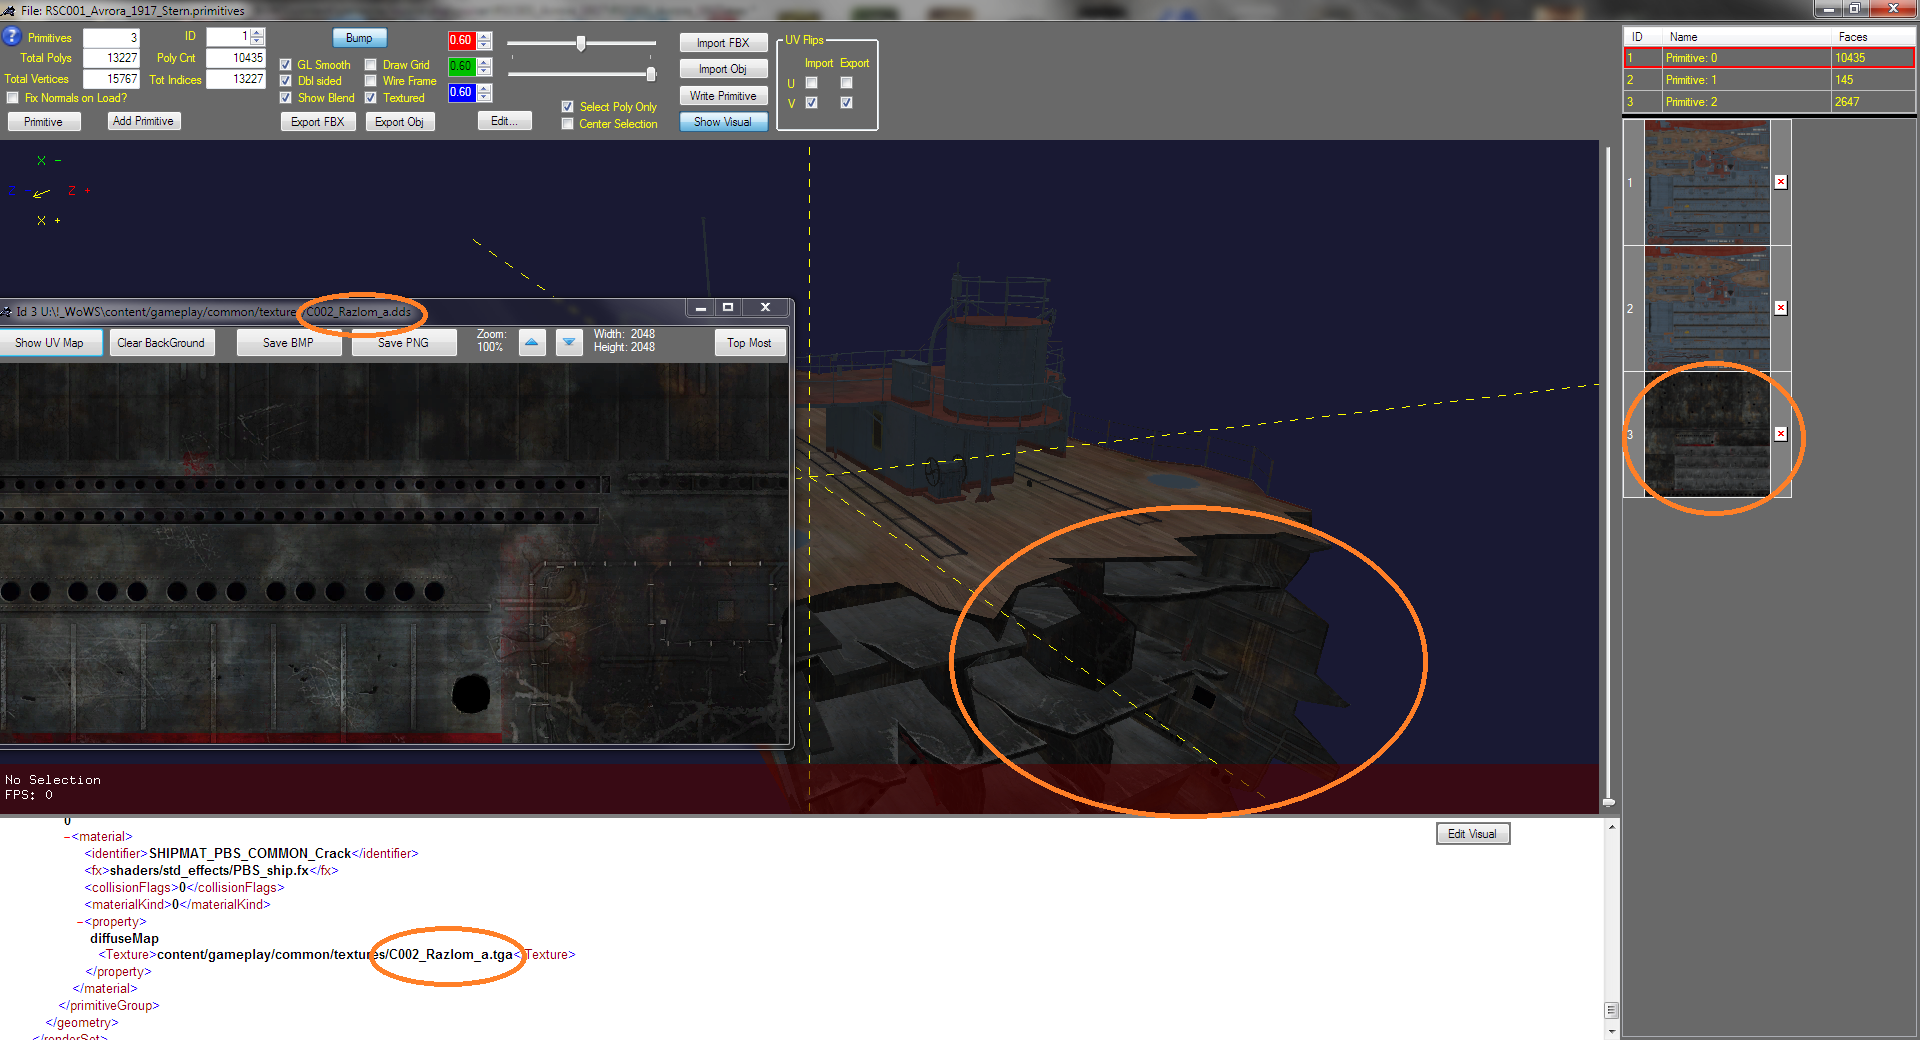 File: RSC001_Avrora_1917_Stern.primitives
Primitives 3 ID 1
Total Polys 13227 Poly Cnt 10435
Total Vertices 15767 Tot Indices 13227
Fix Normals on Load?
Primitive Add Primitive
Bump
GL Smooth Draw Grid
Dbl sided Wire Frame
Show Blend Textured
Export FBX Export Obj
0.60
0.60
0.60
Edit...
Select Poly Only
Center Selection
Import FBX
Import Obj
Write Primitive
Show Visual
UV Flips
Import Export
U
V
ID Name Faces
1 Primitive: 0 10435
2 Primitive: 1 145
3 Primitive: 2 2647
1
2
3
X -
Z - Z +
X +
Id 3 U:\!_WoWS\content/gameplay/common/textures/C002_Razlom_a.dds
Show UV Map Clear BackGround Save BMP Save PNG
Zoom:
100%
Width: 2048
Height: 2048
Top Most
No Selection
FPS: 0
Edit Visual
0
–<material>
<identifier>SHIPMAT_PBS_COMMON_Crack</identifier>
<fx>shaders/std_effects/PBS_ship.fx</fx>
<collisionFlags>0</collisionFlags>
<materialKind>0</materialKind>
–<property>
diffuseMap
<Texture>content/gameplay/common/textures/C002_Razlom_a.tga</Texture>
</property>
</material>
</primitiveGroup>
</geometry>
</renderSet>